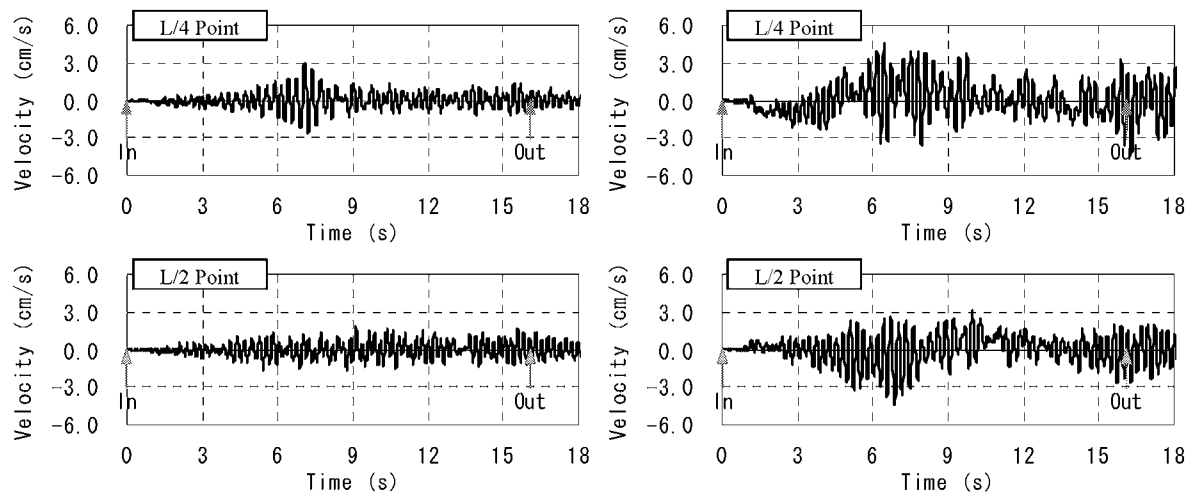 L/4 Point
Velocity (cm/s)
6.0
3.0
0.0
-3.0
-6.0
In
Out
0 3 6 9 12 15 18
Time (s)
L/4 Point
Velocity (cm/s)
6.0
3.0
0.0
-3.0
-6.0
In
Out
0 3 6 9 12 15 18
Time (s)
L/2 Point
Velocity (cm/s)
6.0
3.0
0.0
-3.0
-6.0
In
Out
0 3 6 9 12 15 18
Time (s)
L/2 Point
Velocity (cm/s)
6.0
3.0
0.0
-3.0
-6.0
In
Out
0 3 6 9 12 15 18
Time (s)